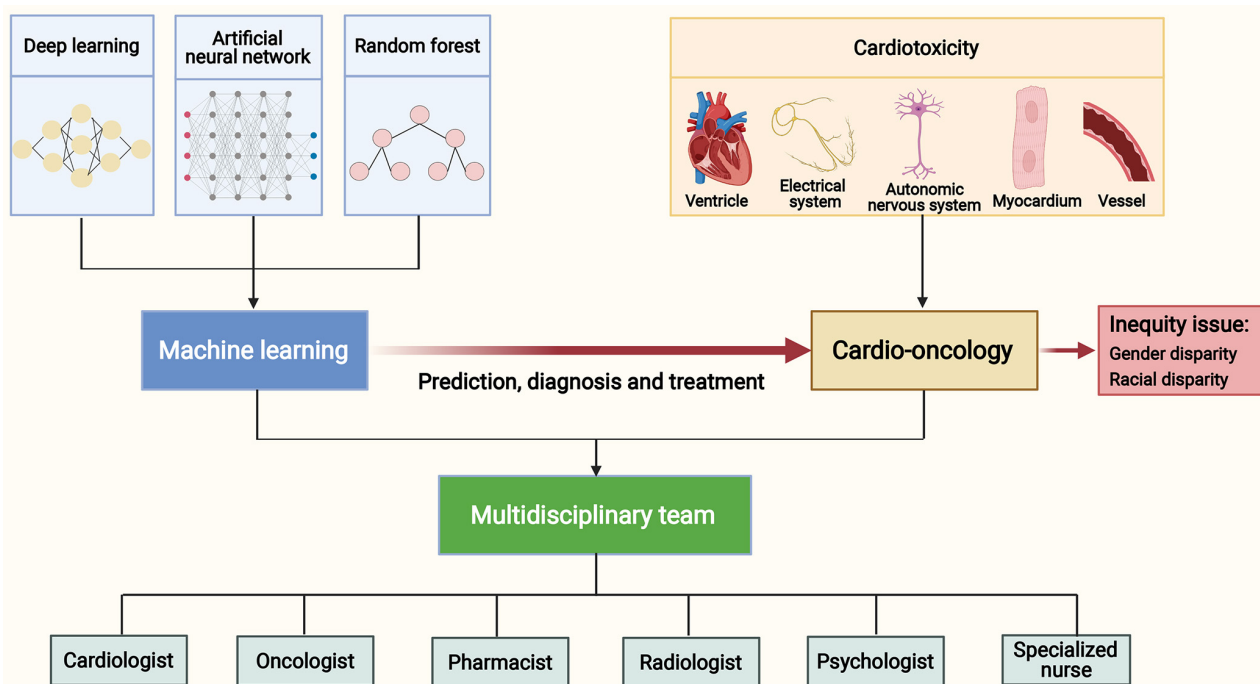 Deep learning
Artificial
neural network
Random forest
Cardiotoxicity
Ventricle
Electrical
system
Autonomic
nervous system
Myocardium
Vessel
Machine learning
Prediction, diagnosis and treatment
Cardio-oncology
Inequity issue:
Gender disparity
Racial disparity
Multidisciplinary team
Cardiologist
Oncologist
Pharmacist
Radiologist
Psychologist
Specialized
nurse